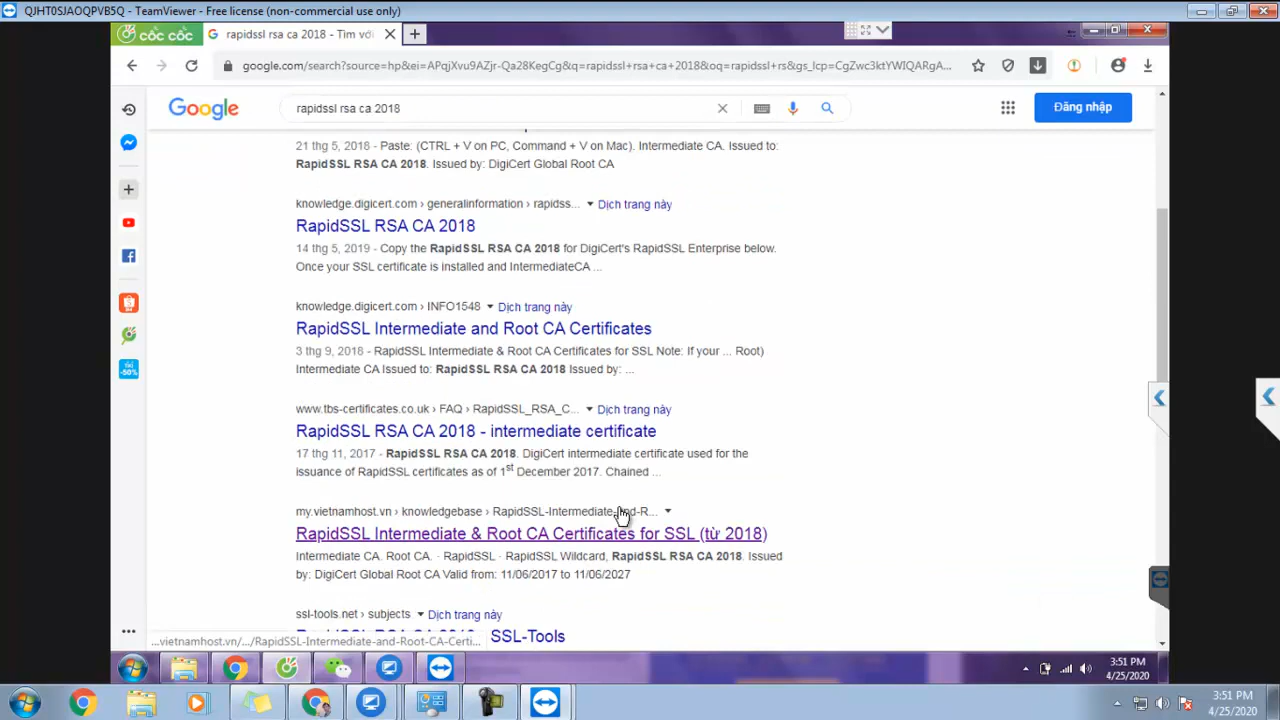 QJHT0SJAOQPVB5Q - TeamViewer - Free license (non-commercial use only)
cốc cốc
rapidssl rsa ca 2018 - Tìm với
google.com/search?source=hp&ei=APqjXvu9AZjr-Qa28KegCg&q=rapidssl+rsa+ca+2018&oq=rapidssl+rs&gs_lcp=CgZwc3ktYWIQARgA...
Google
rapidssl rsa ca 2018
Đăng nhập
21 thg 5, 2018 - Paste: (CTRL + V on PC, Command + V on Mac). Intermediate CA. Issued to:
RapidSSL RSA CA 2018. Issued by: DigiCert Global Root CA
knowledge.digicert.com › generalinformation › rapidss... Dịch trang này
RapidSSL RSA CA 2018
14 thg 5, 2019 - Copy the RapidSSL RSA CA 2018 for DigiCert's RapidSSL Enterprise below.
Once your SSL certificate is installed and IntermediateCA ...
knowledge.digicert.com › INFO1548 Dịch trang này
RapidSSL Intermediate and Root CA Certificates
3 thg 9, 2018 - RapidSSL Intermediate & Root CA Certificates for SSL Note: If your ... Root)
Intermediate CA Issued to: RapidSSL RSA CA 2018 Issued by: ...
www.tbs-certificates.co.uk › FAQ › RapidSSL_RSA_C... Dịch trang này
RapidSSL RSA CA 2018 - intermediate certificate
17 thg 11, 2017 - RapidSSL RSA CA 2018. DigiCert intermediate certificate used for the
issuance of RapidSSL certificates as of 1st December 2017. Chained ...
my.vietnamhost.vn › knowledgebase › RapidSSL-Intermediate-and-R...
RapidSSL Intermediate & Root CA Certificates for SSL (từ 2018)
Intermediate CA. Root CA. · RapidSSL · RapidSSL Wildcard, RapidSSL RSA CA 2018. Issued
by: DigiCert Global Root CA Valid from: 11/06/2017 to 11/06/2027
ssl-tools.net › subjects Dịch trang này
SSL-Tools
...vietnamhost.vn/.../RapidSSL-Intermediate-and-Root-CA-Certi...
-50%
3:51 PM
4/25/2020
3:51 PM
4/25/2020